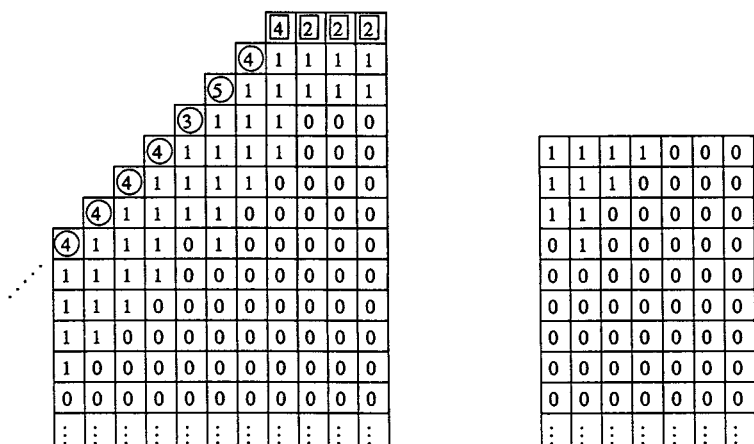 4 2 2 2
4 1 1 1 1
5 1 1 1 1 1
3 1 1 1 0 0 0
4 1 1 1 1 0 0 0
4 1 1 1 1 0 0 0 0
4 1 1 1 1 0 0 0 0 0
4 1 1 1 0 1 0 0 0 0 0
1 1 1 1 0 0 0 0 0 0 0
1 1 1 0 0 0 0 0 0 0 0
1 1 0 0 0 0 0 0 0 0 0
1 0 0 0 0 0 0 0 0 0 0
0 0 0 0 0 0 0 0 0 0 0
⋮ ⋮ ⋮ ⋮ ⋮ ⋮ ⋮ ⋮ ⋮ ⋮ ⋮
1 1 1 1 0 0 0
1 1 1 0 0 0 0
1 1 0 0 0 0 0
0 1 0 0 0 0 0
0 0 0 0 0 0 0
0 0 0 0 0 0 0
0 0 0 0 0 0 0
0 0 0 0 0 0 0
0 0 0 0 0 0 0
⋮ ⋮ ⋮ ⋮ ⋮ ⋮ ⋮